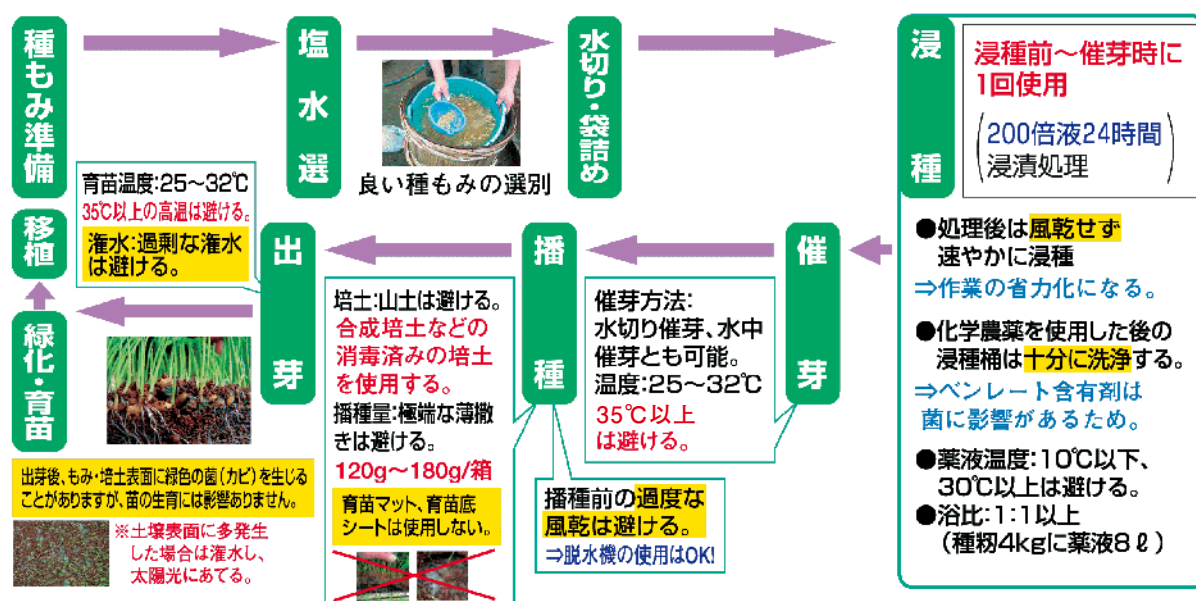 種もみ準備
塩水選
良い種もみの選別
水切り・袋詰め
浸種
浸種前〜催芽時に
1回使用
(200倍液24時間
浸漬処理)
●処理後は風乾せず
速やかに浸種
⇒作業の省力化になる。
●化学農薬を使用した後の
浸種桶は十分に洗浄する。
⇒ベンレート含有剤は
菌に影響があるため。
●薬液温度:10℃以下、
30℃以上は避ける。
●浴比:1:1以上
(種籾4kgに薬液8ℓ)
催芽
催芽方法:
水切り催芽、水中
催芽とも可能。
温度:25〜32℃
35℃以上
は避ける。
播種
播種前の過度な
風乾は避ける。
⇒脱水機の使用はOK!
培土:山土は避ける。
合成培土などの
消毒済みの培土
を使用する。
播種量:極端な薄撒
きは避ける。
120g〜180g/箱
育苗マット、育苗底
シートは使用しない。
出芽
育苗温度:25〜32℃
35℃以上の高温は避ける。
潅水:過剰な潅水
は避ける。
緑化・育苗
出芽後、もみ・培土表面に緑色の菌(カビ)を生じる
ことがありますが、苗の生育には影響ありません。
※土壌表面に多発生
した場合は潅水し、
太陽光にあてる。
移植